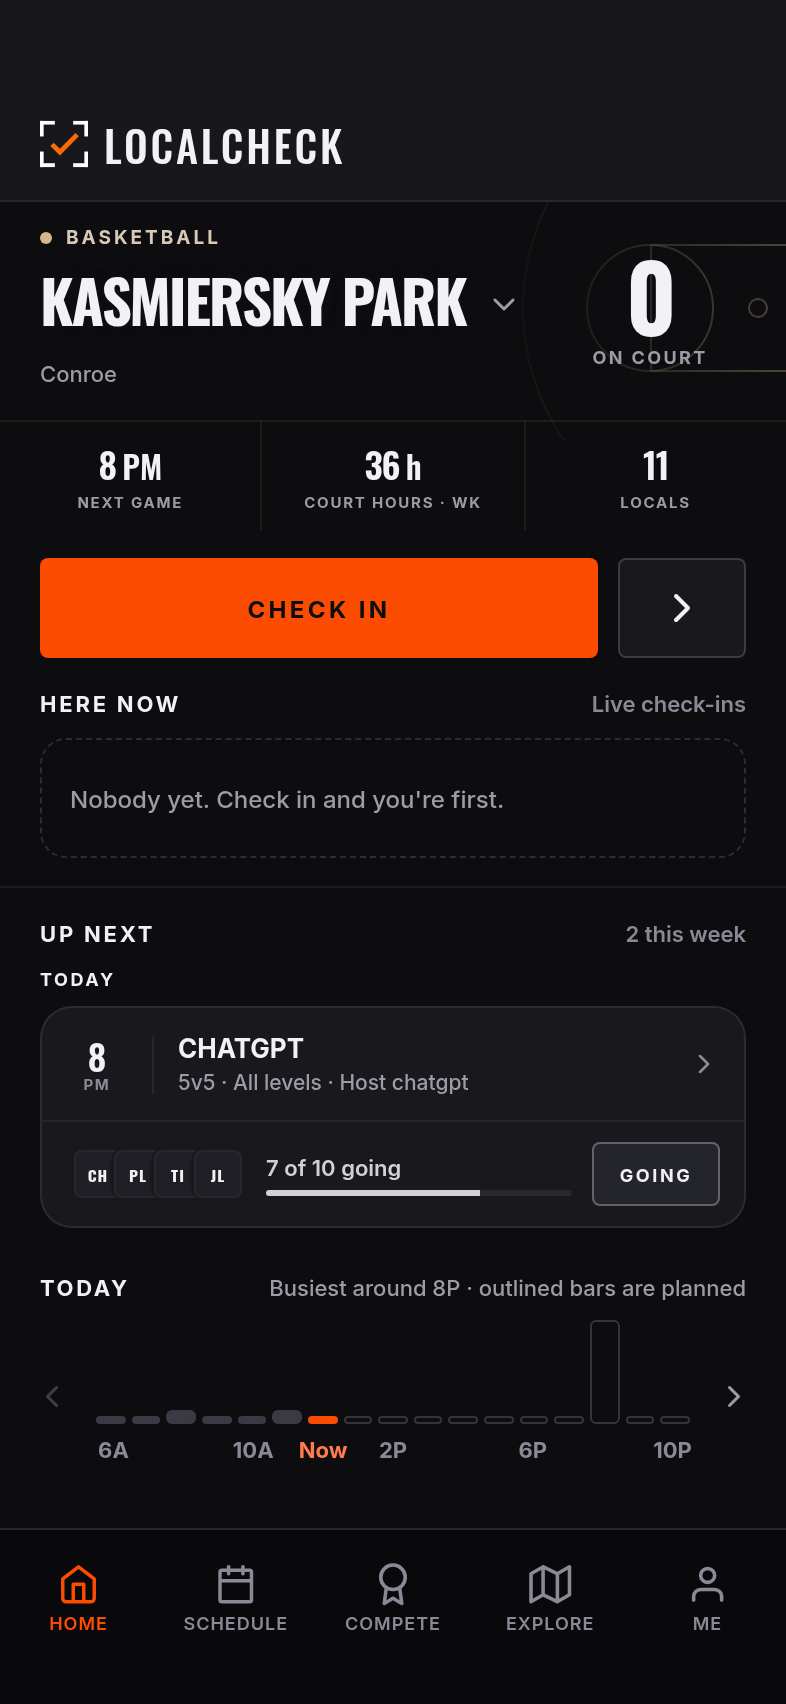 LOCALCHECK
BASKETBALL
KASMIERSKY PARK
Conroe
0
ON COURT
8 PM
NEXT GAME
36 h
COURT HOURS · WK
11
LOCALS
CHECK IN
HERE NOW
Live check-ins
Nobody yet. Check in and you're first.
UP NEXT
2 this week
TODAY
8
PM
CHATGPT
5v5 · All levels · Host chatgpt
CH PL TI JL
7 of 10 going
GOING
TODAY
Busiest around 8P · outlined bars are planned
6A 10A Now 2P 6P 10P
HOME SCHEDULE COMPETE EXPLORE ME